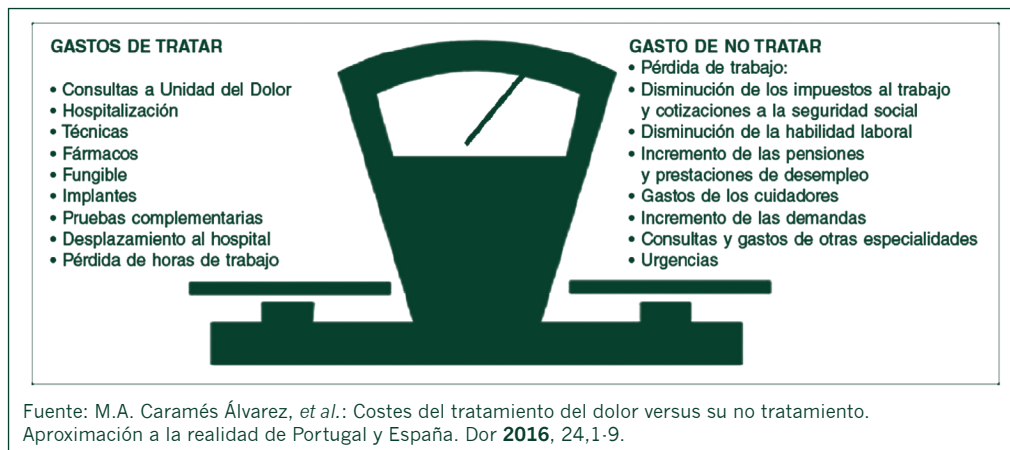 GASTOS DE TRATAR
• Consultas a Unidad del Dolor
• Hospitalización
• Técnicas
• Fármacos
• Fungible
• Implantes
• Pruebas complementarias
• Desplazamiento al hospital
• Pérdida de horas de trabajo
GASTO DE NO TRATAR
• Pérdida de trabajo:
• Disminución de los impuestos al trabajo
y cotizaciones a la seguridad social
• Disminución de la habilidad laboral
• Incremento de las pensiones
y prestaciones de desempleo
• Gastos de los cuidadores
• Incremento de las demandas
• Consultas y gastos de otras especialidades
• Urgencias
Fuente: M.A. Caramés Álvarez, et al.: Costes del tratamiento del dolor versus su no tratamiento.
Aproximación a la realidad de Portugal y España. Dor 2016, 24,1-9.